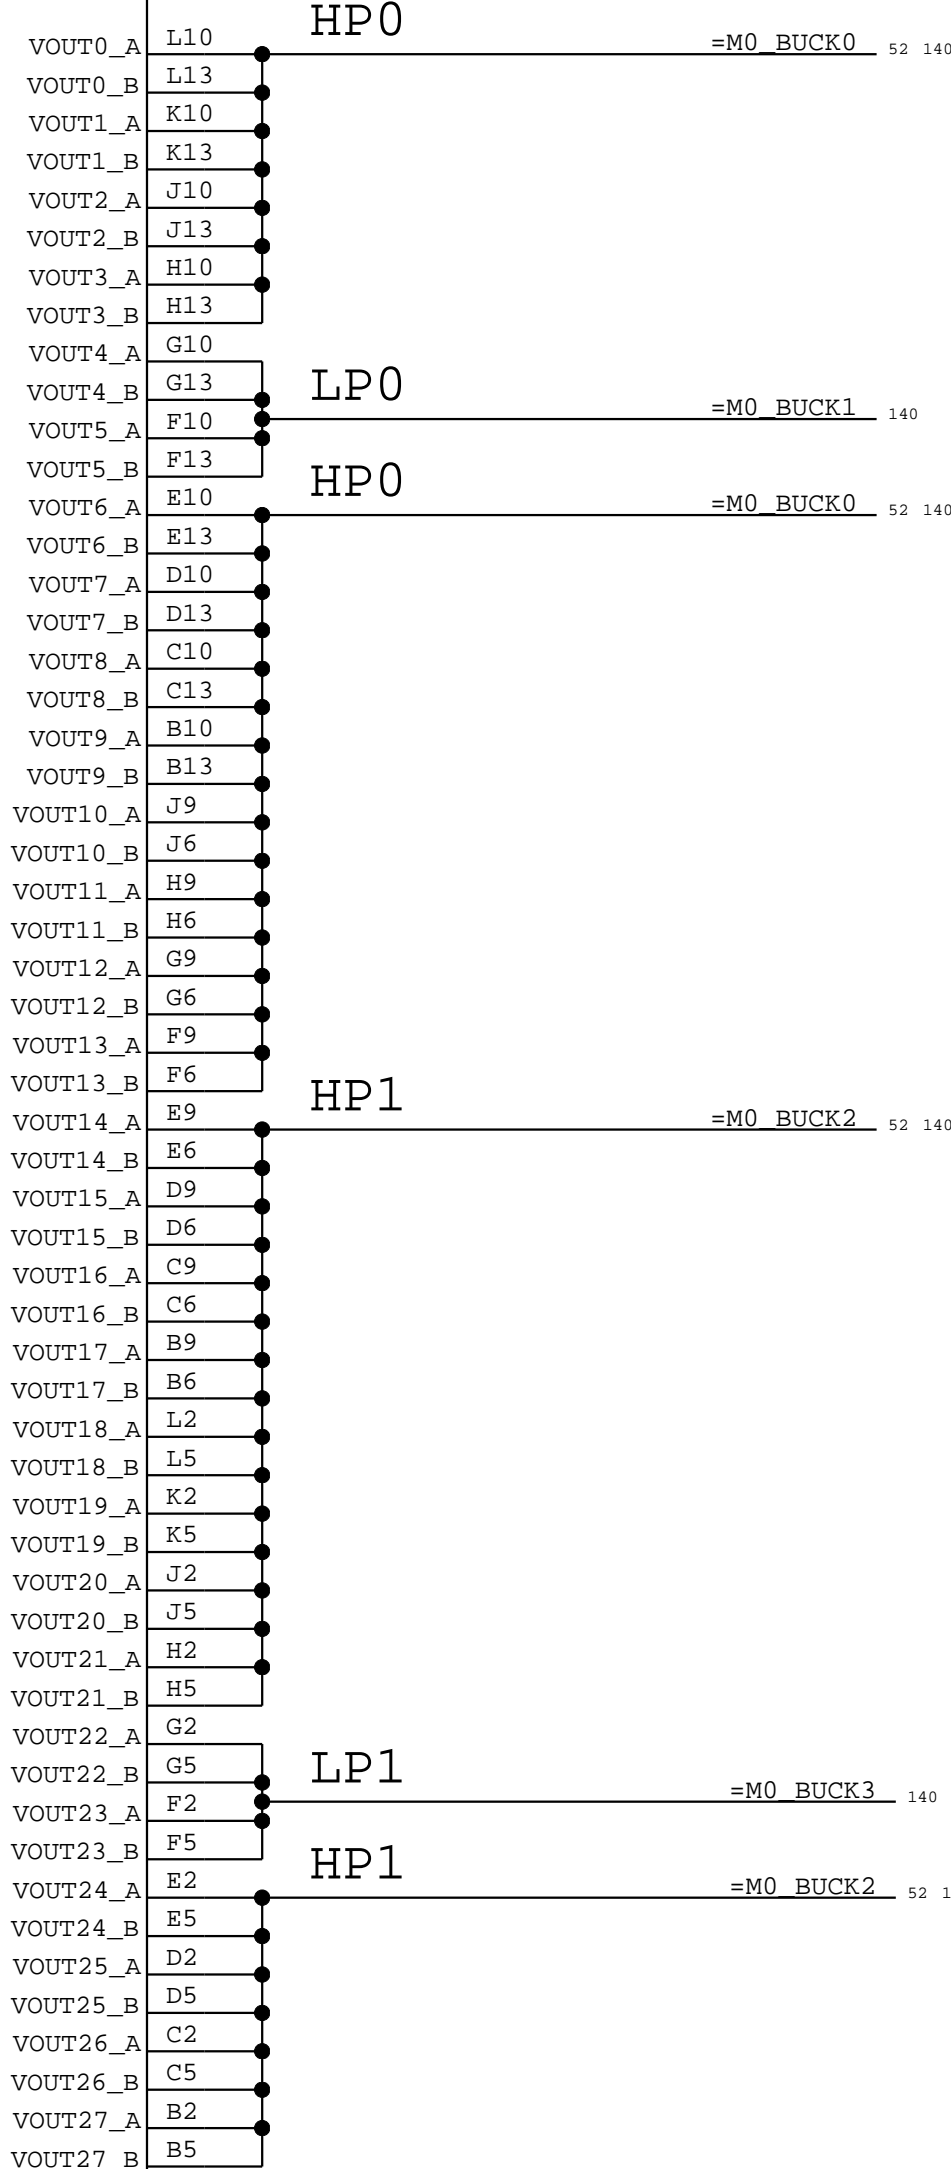 HP0
VOUT0_A L10 =M0_BUCK0 52 140
VOUT0_B L13
VOUT1_A K10
VOUT1_B K13
VOUT2_A J10
VOUT2_B J13
VOUT3_A H10
VOUT3_B H13
VOUT4_A G10
LP0
VOUT4_B G13
=M0_BUCK1 140
VOUT5_A F10
VOUT5_B F13
HP0
VOUT6_A E10 =M0_BUCK0 52 140
VOUT6_B E13
VOUT7_A D10
VOUT7_B D13
VOUT8_A C10
VOUT8_B C13
VOUT9_A B10
VOUT9_B B13
VOUT10_A J9
VOUT10_B J6
VOUT11_A H9
VOUT11_B H6
VOUT12_A G9
VOUT12_B G6
VOUT13_A F9
VOUT13_B F6
HP1
VOUT14_A E9 =M0_BUCK2 52 140
VOUT14_B E6
VOUT15_A D9
VOUT15_B D6
VOUT16_A C9
VOUT16_B C6
VOUT17_A B9
VOUT17_B B6
VOUT18_A L2
VOUT18_B L5
VOUT19_A K2
VOUT19_B K5
VOUT20_A J2
VOUT20_B J5
VOUT21_A H2
VOUT21_B H5
VOUT22_A G2
LP1
VOUT22_B G5
=M0_BUCK3 140
VOUT23_A F2
VOUT23_B F5
HP1
VOUT24_A E2 =M0_BUCK2 52 1
VOUT24_B E5
VOUT25_A D2
VOUT25_B D5
VOUT26_A C2
VOUT26_B C5
VOUT27_A B2
VOUT27_B B5